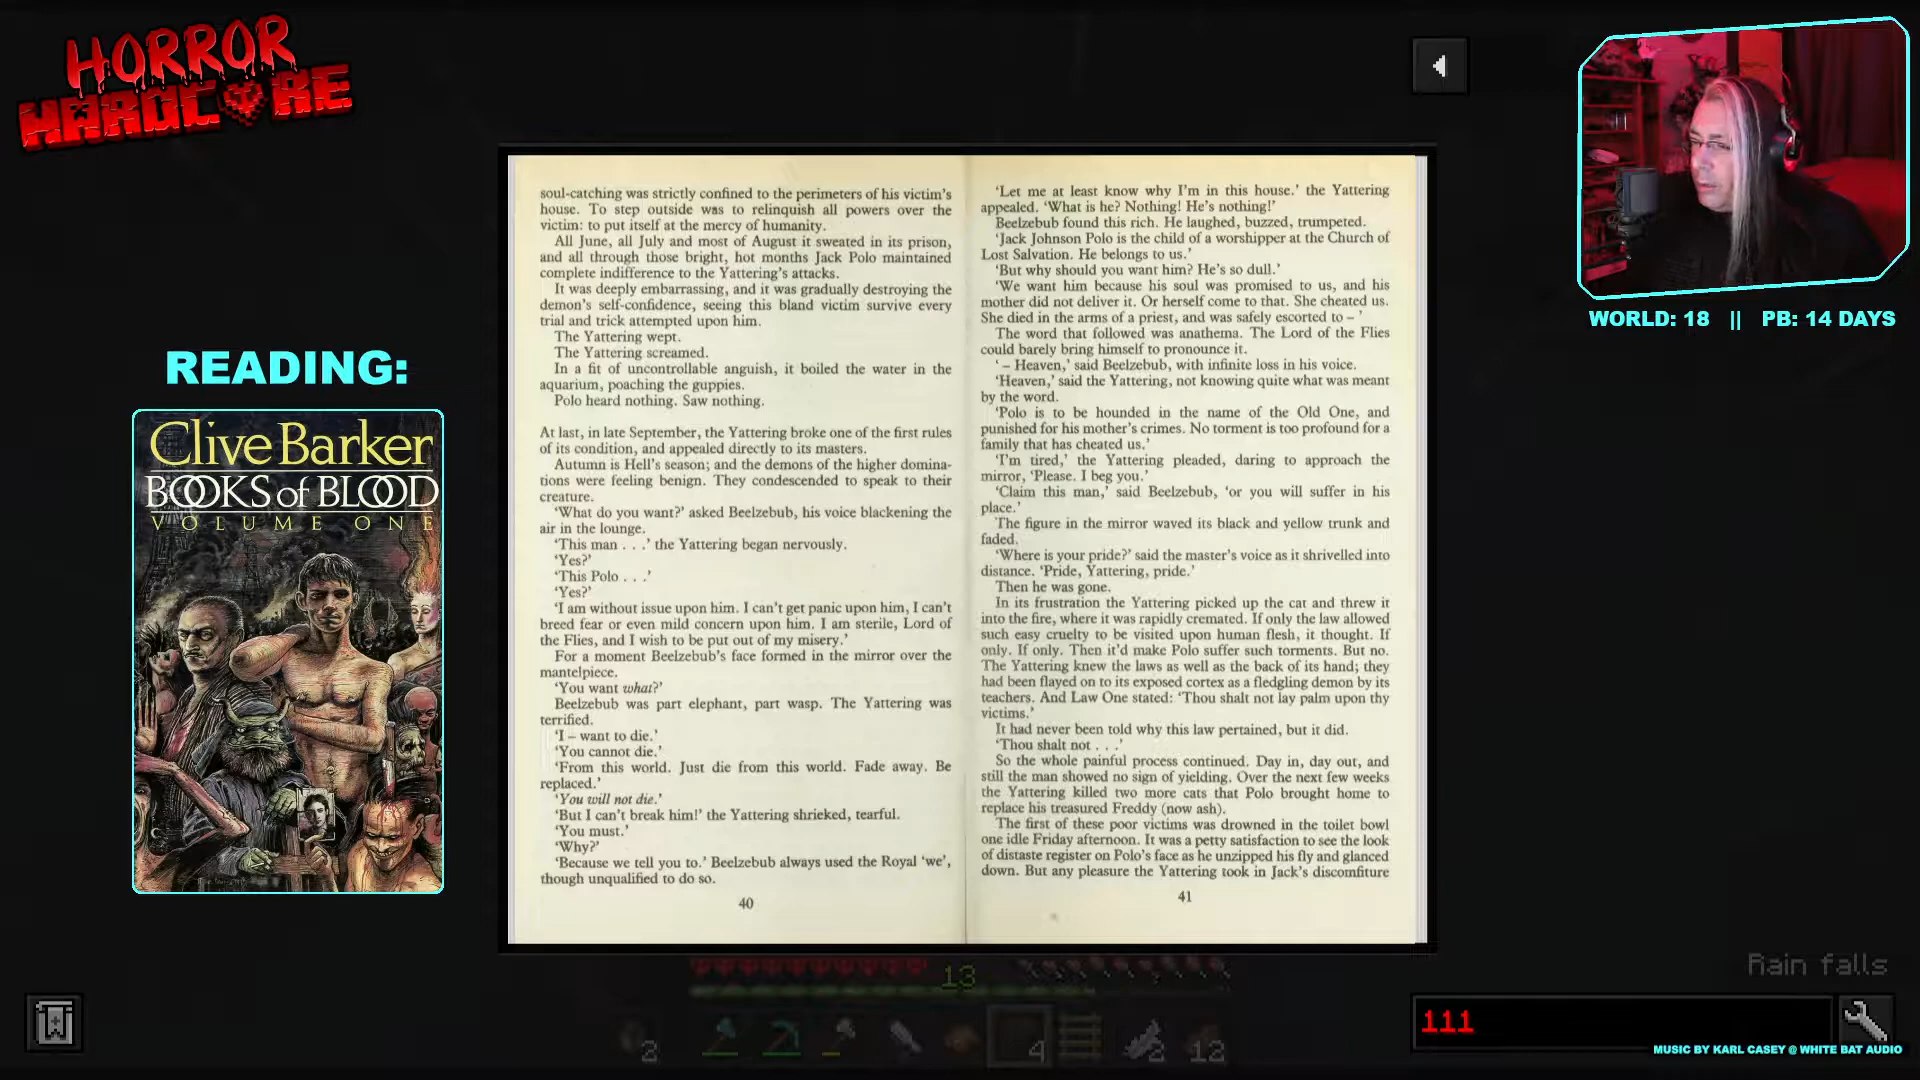 HORROR
HARDCORE
READING:
Clive Barker
BOOKS of BLOOD
VOLUME ONE
soul-catching was strictly confined to the perimeters of his victim's
house. To step outside was to relinquish all powers over the
victim: to put itself at the mercy of humanity.
All June, all July and most of August it sweated in its prison,
and all through those bright, hot months Jack Polo maintained
complete indifference to the Yattering's attacks.
It was deeply embarrassing, and it was gradually destroying the
demon's self-confidence, seeing this bland victim survive every
trial and trick attempted upon him.
The Yattering wept.
The Yattering screamed.
In a fit of uncontrollable anguish, it boiled the water in the
aquarium, poaching the guppies.
Polo heard nothing. Saw nothing.
At last, in late September, the Yattering broke one of the first rules
of its condition, and appealed directly to its masters.
Autumn is Hell's season; and the demons of the higher domina-
tions were feeling benign. They condescended to speak to their
creature.
'What do you want?' asked Beelzebub, his voice blackening the
air in the lounge.
'This man . . .' the Yattering began nervously.
'Yes?'
'This Polo . . .'
'Yes?'
'I am without issue upon him. I can't get panic upon him, I can't
breed fear or even mild concern upon him. I am sterile, Lord of
the Flies, and I wish to be put out of my misery.'
For a moment Beelzebub's face formed in the mirror over the
mantelpiece.
'You want what?'
Beelzebub was part elephant, part wasp. The Yattering was
terrified.
'I – want to die.'
'You cannot die.'
'From this world. Just die from this world. Fade away. Be
replaced.'
'You will not die.'
'But I can't break him!' the Yattering shrieked, tearful.
'You must.'
'Why?'
'Because we tell you to.' Beelzebub always used the Royal 'we',
though unqualified to do so.
40
'Let me at least know why I'm in this house.' the Yattering
appealed. 'What is he? Nothing! He's nothing!'
Beelzebub found this rich. He laughed, buzzed, trumpeted.
'Jack Johnson Polo is the child of a worshipper at the Church of
Lost Salvation. He belongs to us.'
'But why should you want him? He's so dull.'
'We want him because his soul was promised to us, and his
mother did not deliver it. Or herself come to that. She cheated us.
She died in the arms of a priest, and was safely escorted to – '
The word that followed was anathema. The Lord of the Flies
could barely bring himself to pronounce it.
' – Heaven,' said Beelzebub, with infinite loss in his voice.
'Heaven,' said the Yattering, not knowing quite what was meant
by the word.
'Polo is to be hounded in the name of the Old One, and
punished for his mother's crimes. No torment is too profound for a
family that has cheated us.'
'I'm tired,' the Yattering pleaded, daring to approach the
mirror, 'Please. I beg you.'
'Claim this man,' said Beelzebub, 'or you will suffer in his
place.'
The figure in the mirror waved its black and yellow trunk and
faded.
'Where is your pride?' said the master's voice as it shrivelled into
distance. 'Pride, Yattering, pride.'
Then he was gone.
In its frustration the Yattering picked up the cat and threw it
into the fire, where it was rapidly cremated. If only the law allowed
such easy cruelty to be visited upon human flesh, it thought. If
only. If only. Then it'd make Polo suffer such torments. But no.
The Yattering knew the laws as well as the back of its hand; they
had been flayed on to its exposed cortex as a fledgling demon by its
teachers. And Law One stated: 'Thou shalt not lay palm upon thy
victims.'
It had never been told why this law pertained, but it did.
'Thou shalt not . . .'
So the whole painful process continued. Day in, day out, and
still the man showed no sign of yielding. Over the next few weeks
the Yattering killed two more cats that Polo brought home to
replace his treasured Freddy (now ash).
The first of these poor victims was drowned in the toilet bowl
one idle Friday afternoon. It was a petty satisfaction to see the look
of distaste register on Polo's face as he unzipped his fly and glanced
down. But any pleasure the Yattering took in Jack's discomfiture
41
WORLD: 18 || PB: 14 DAYS
13
2
4
2
12
Rain falls
111
MUSIC BY KARL CASEY @ WHITE BAT AUDIO